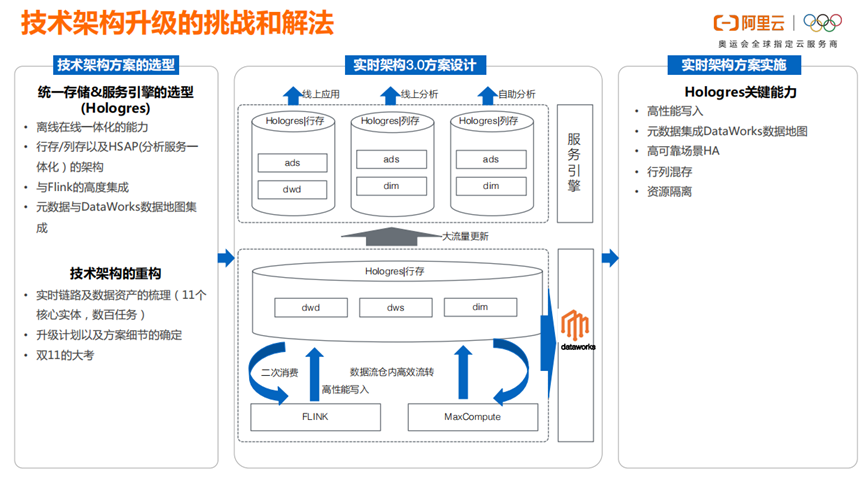 技术架构升级的挑战和解法
阿里云
奥运会全球指定云服务商
技术架构方案的选型
统一存储&服务引擎的选型
(Hologres)
• 离线在线一体化的能力
• 行存/列存以及HSAP(分析服务一
体化）的架构
• 与Flink的高度集成
• 元数据与DataWorks数据地图集
成
技术架构的重构
• 实时链路及数据资产的梳理（11个
核心实体，数百任务）
• 升级计划以及方案细节的确定
• 双11的大考
实时架构3.0方案设计
线上应用
线上分析
自助分析
Hologres|行存
Hologres|列存
Hologres|列存
ads
ads
ads
dwd
dim
dim
服务引擎
大流量更新
Hologres|行存
dwd
dws
dim
dataworks
二次消费
数据流仓内高效流转
高性能写入
FLINK
MaxCompute
实时架构方案实施
Hologres关键能力
• 高性能写入
• 元数据集成DataWorks数据地图
• 高可靠场景HA
• 行列混存
• 资源隔离